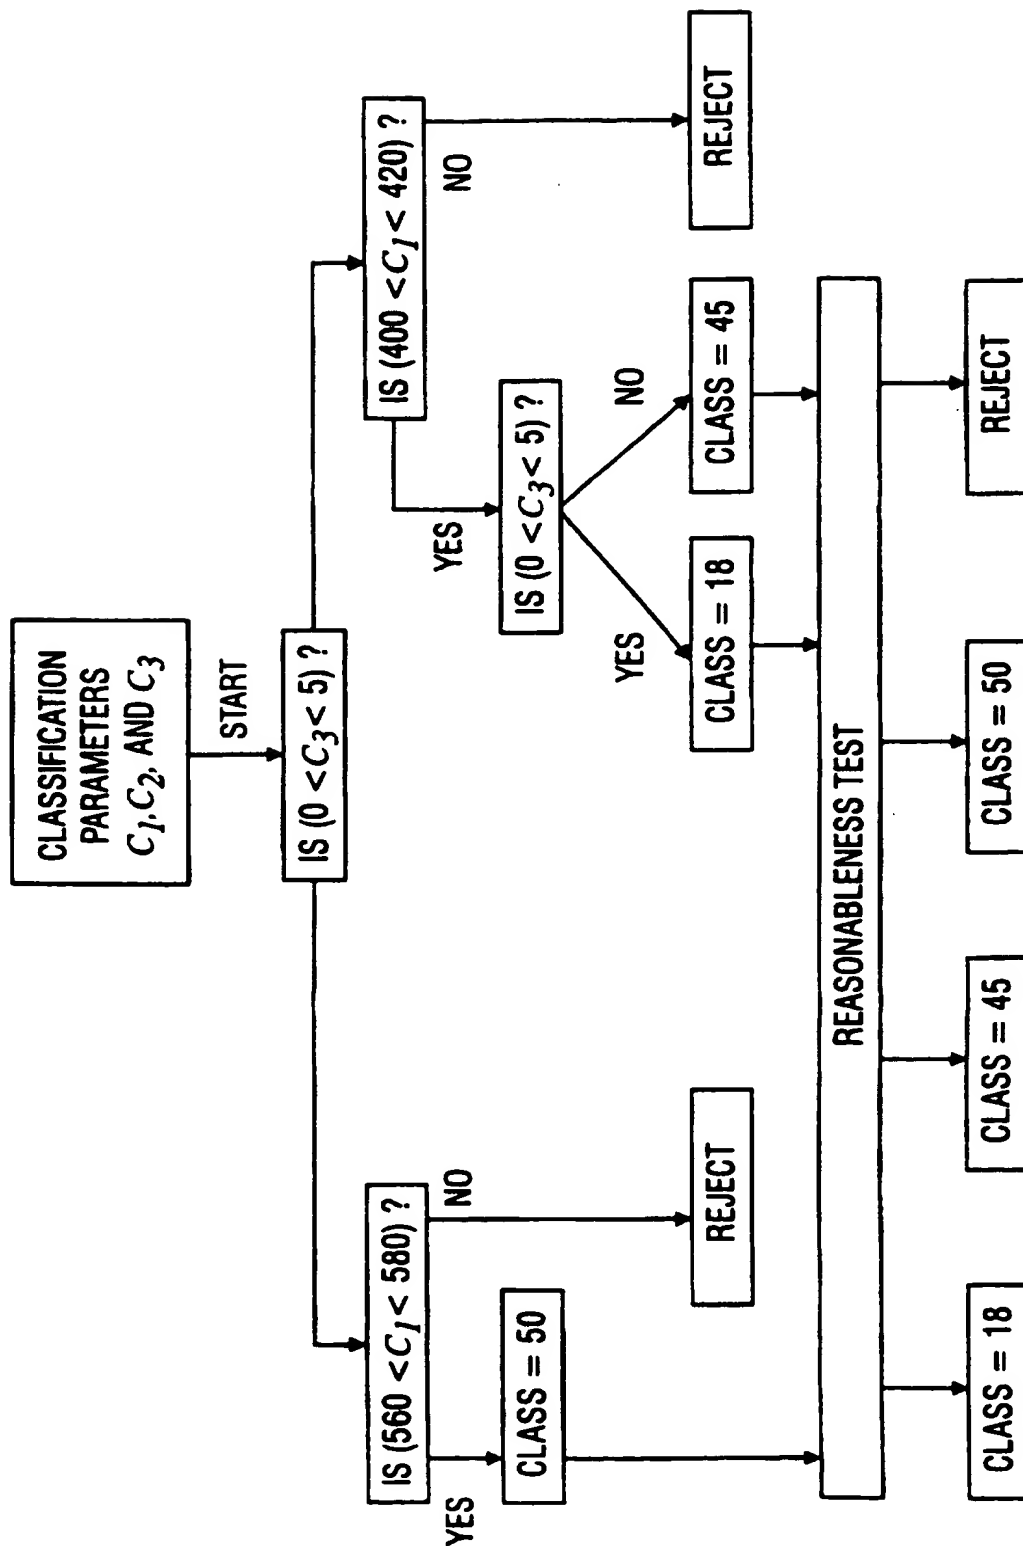 CLASSIFICATION
PARAMETERS
C1, C2, AND C3
START
IS (0 < C3 < 5) ?
IS (560 < C1 < 580) ?
IS (400 < C1 < 420) ?
YES
NO
YES
NO
CLASS = 50
IS (0 < C3 < 5) ?
YES
NO
REJECT
CLASS = 18
CLASS = 45
REJECT
REASONABLENESS TEST
CLASS = 18
CLASS = 45
CLASS = 50
REJECT